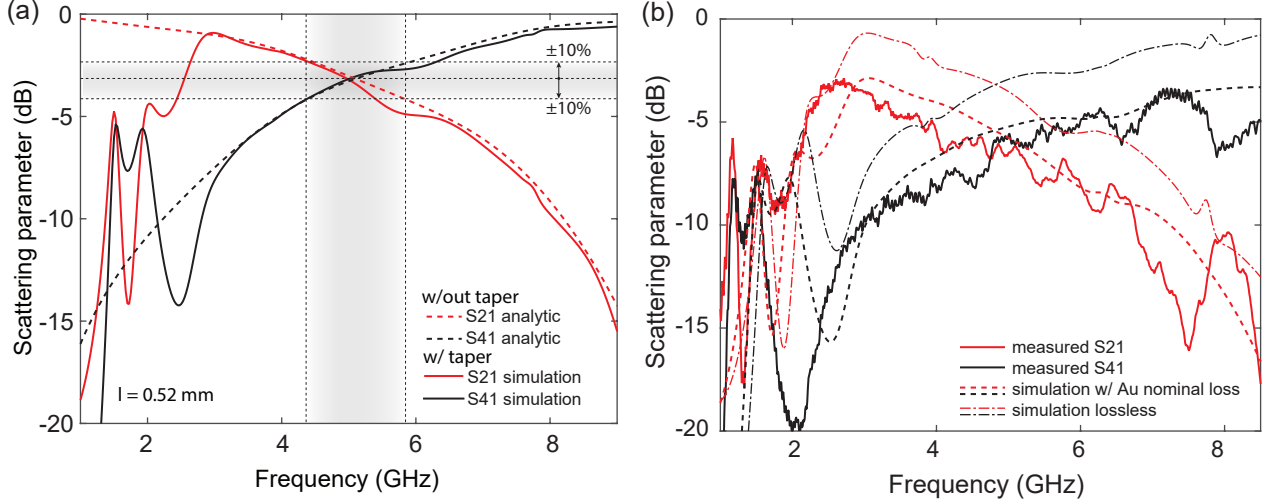 (a)
Scattering parameter (dB)
0
-5
-10
-15
-20
±10%
±10%
w/out taper
S21 analytic
S41 analytic
w/ taper
S21 simulation
S41 simulation
l = 0.52 mm
2
4
6
8
Frequency (GHz)
(b)
Scattering parameter (dB)
0
-5
-10
-15
-20
measured S21
measured S41
simulation w/ Au nominal loss
simulation lossless
2
4
6
8
Frequency (GHz)